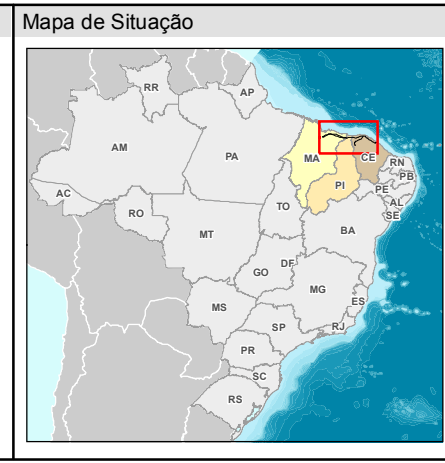 Mapa de Situação
RR
AP
AM
PA
MA
CE
RN
PB
PI
PE
AL
SE
AC
TO
RO
BA
MT
DF
GO
MG
ES
MS
SP
RJ
PR
SC
RS